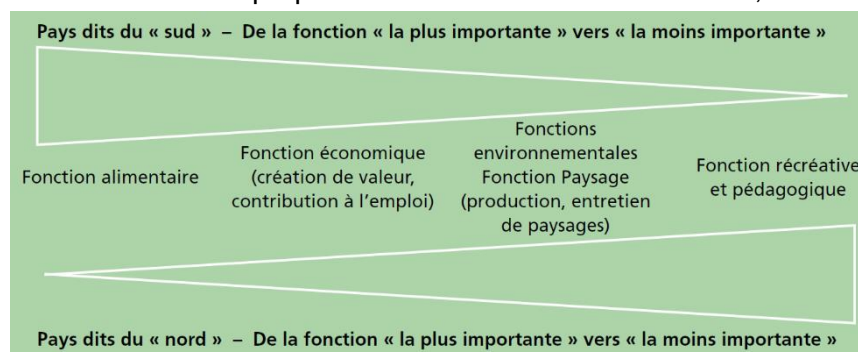 Pays dits du « sud » – De la fonction « la plus importante » vers « la moins importante »
Fonction alimentaire
Fonction économique
(création de valeur,
contribution à l'emploi)
Fonctions
environnementales
Fonction Paysage
(production, entretien
de paysages)
Fonction récréative
et pédagogique
Pays dits du « nord » – De la fonction « la plus importante » vers « la moins importante »